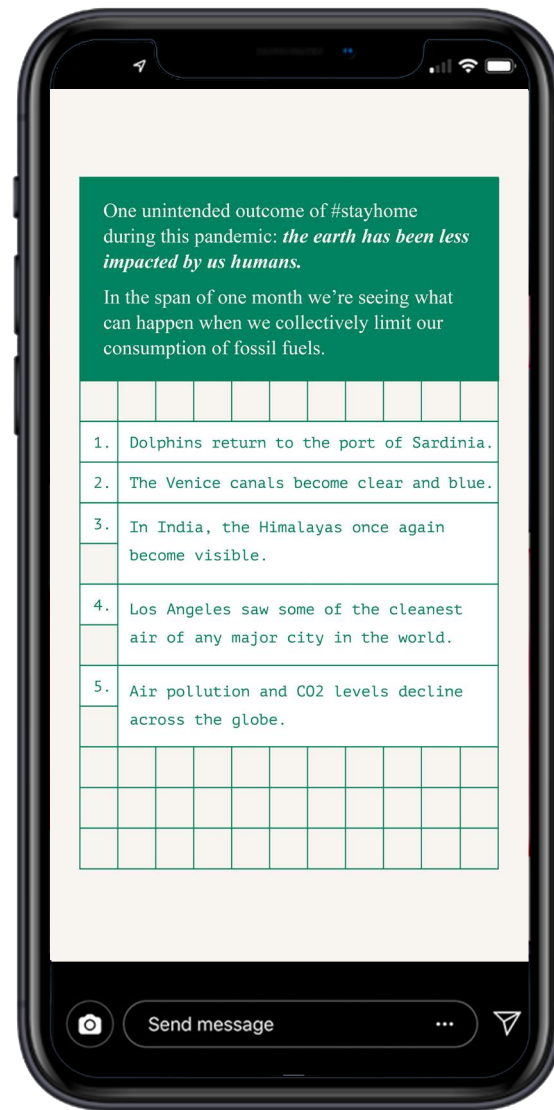 One unintended outcome of #stayhome
during this pandemic: the earth has been less
impacted by us humans.
In the span of one month we’re seeing what
can happen when we collectively limit our
consumption of fossil fuels.
1. Dolphins return to the port of Sardinia.
2. The Venice canals become clear and blue.
3. In India, the Himalayas once again
become visible.
4. Los Angeles saw some of the cleanest
air of any major city in the world.
5. Air pollution and CO2 levels decline
across the globe.
Send message